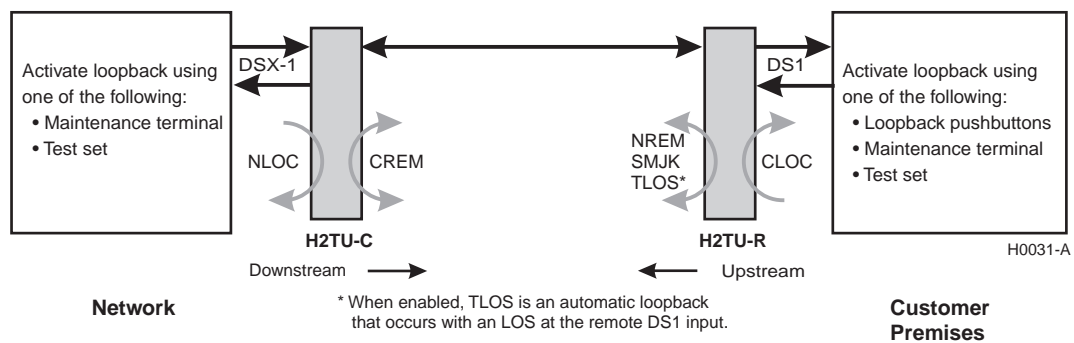 Activate loopback using
one of the following:
• Maintenance terminal
• Test set
DSX-1
NLOC
CREM
H2TU-C
NREM
SMJK
TLOS*
CLOC
H2TU-R
DS1
Activate loopback using
one of the following:
• Loopback pushbuttons
• Maintenance terminal
• Test set
H0031-A
Downstream
Upstream
Network
* When enabled, TLOS is an automatic loopback
that occurs with an LOS at the remote DS1 input.
Customer
Premises